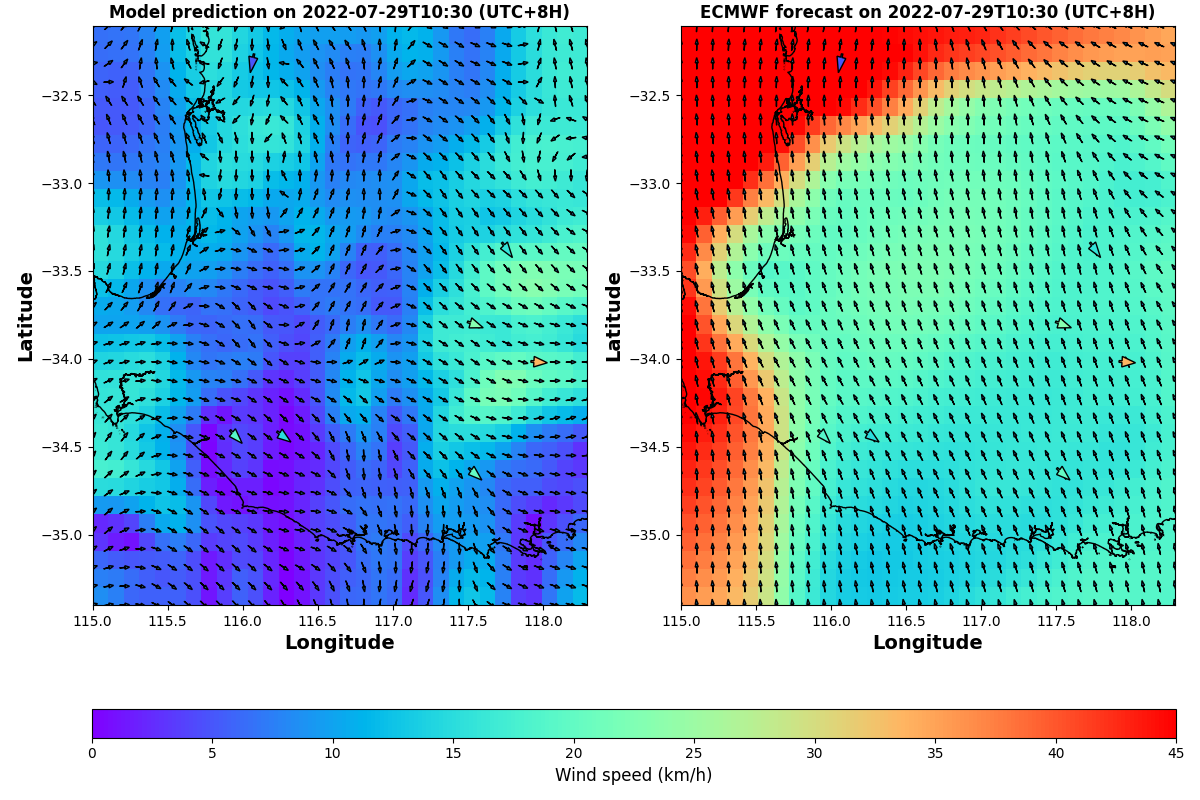 Model prediction on 2022-07-29T10:30 (UTC+8H)
ECMWF forecast on 2022-07-29T10:30 (UTC+8H)
Latitude
−32.5
−33.0
−33.5
−34.0
−34.5
−35.0
115.0 115.5 116.0 116.5 117.0 117.5 118.0
Longitude
Latitude
−32.5
−33.0
−33.5
−34.0
−34.5
−35.0
115.0 115.5 116.0 116.5 117.0 117.5 118.0
Longitude
0 5 10 15 20 25 30 35 40 45
Wind speed (km/h)